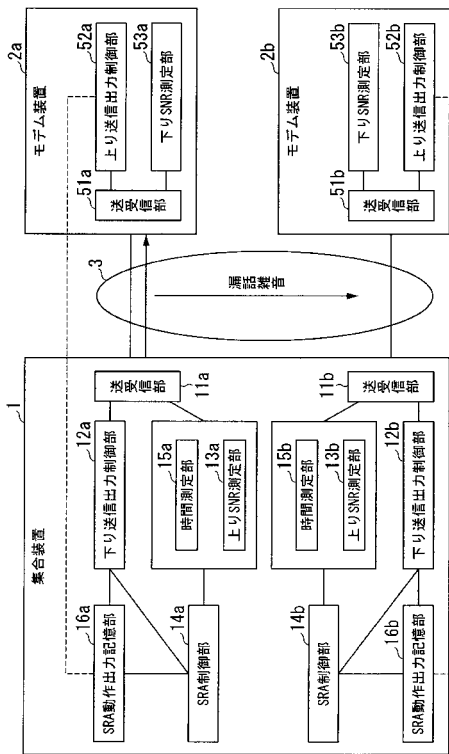 1
集合装置
16a
SRA動作出力記憶部
12a
下り送信出力制御部
11a
送受信部
14a
SRA制御部
15a
時間測定部
13a
上りSNR測定部
14b
SRA制御部
15b
時間測定部
13b
上りSNR測定部
11b
送受信部
16b
SRA動作出力記憶部
12b
下り送信出力制御部
3
漏話雑音
2a
モデム装置
51a
送受信部
52a
上り送信出力制御部
53a
下りSNR測定部
2b
モデム装置
51b
送受信部
53b
下りSNR測定部
52b
上り送信出力制御部